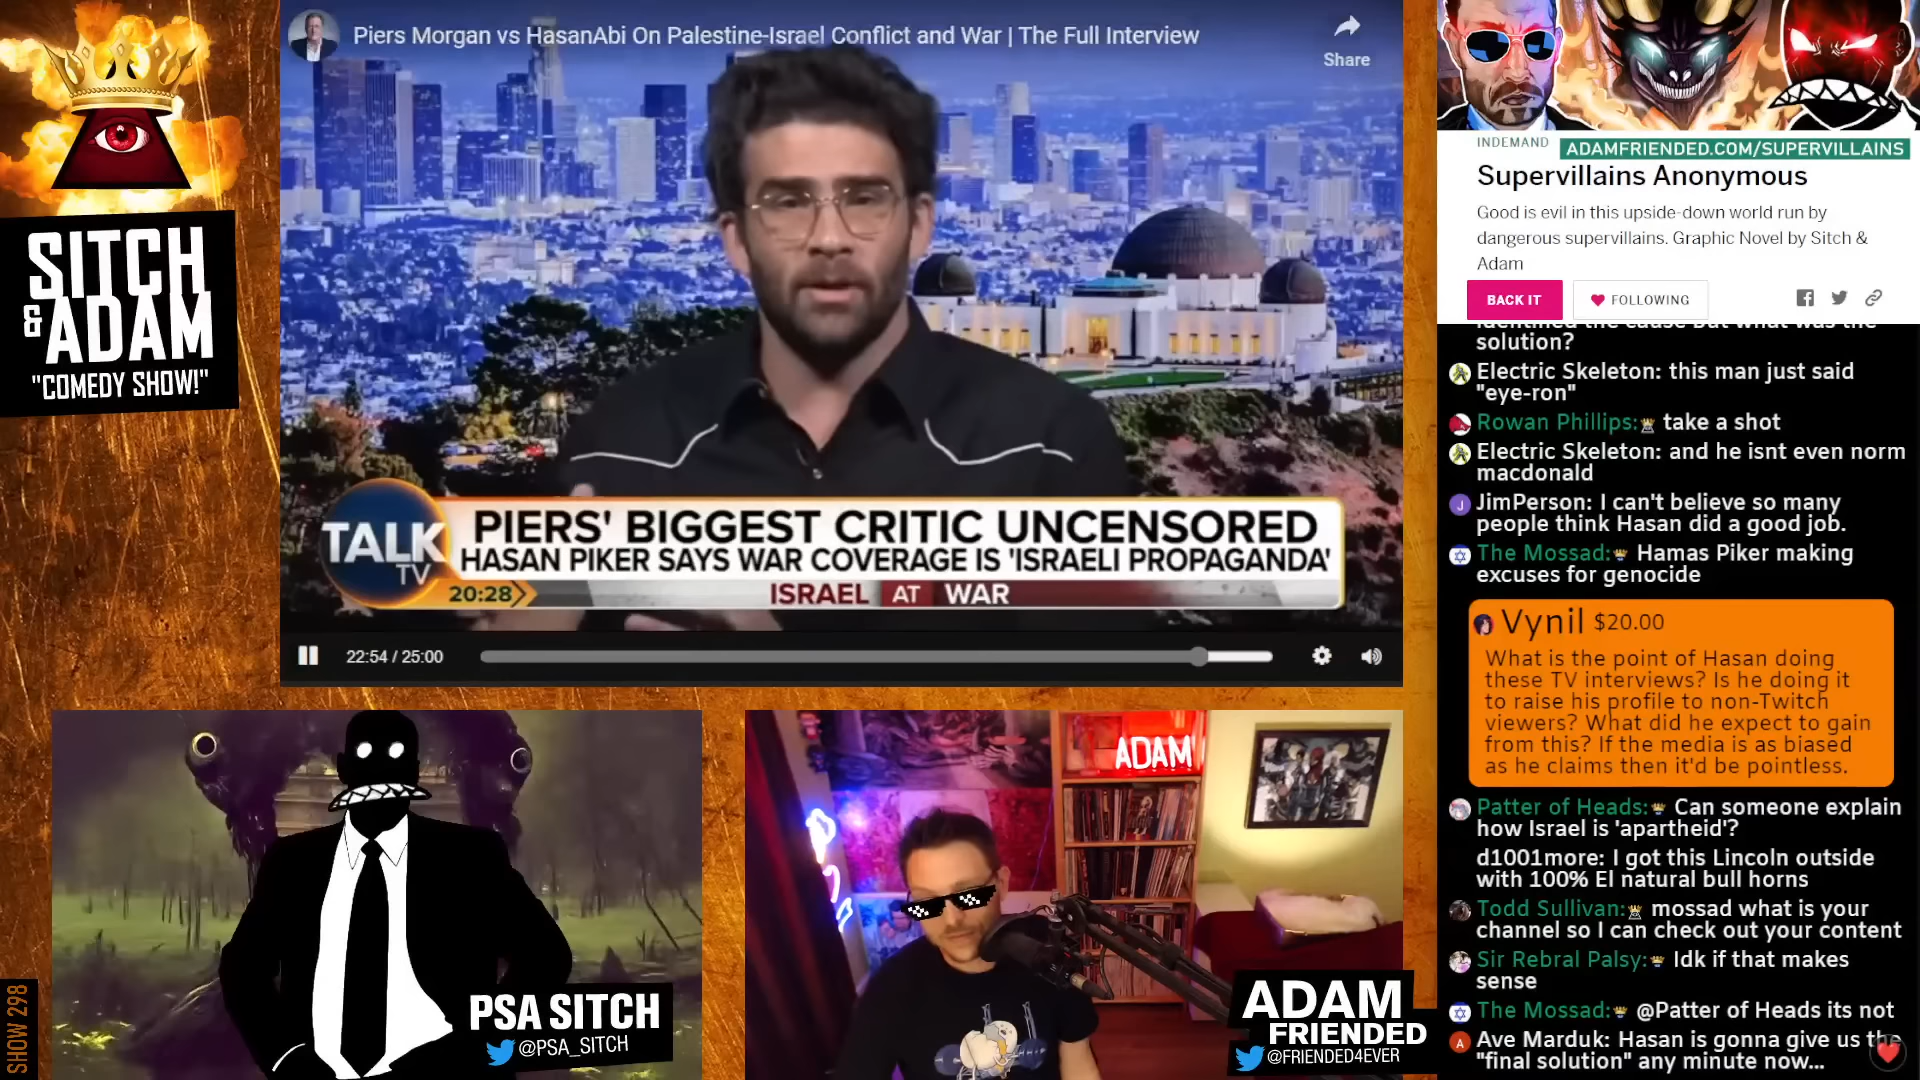 Piers Morgan vs HasanAbi On Palestine-Israel Conflict and War | The Full Interview
Share
SITCH
& ADAM
"COMEDY SHOW!"
TALK
TV
PIERS' BIGGEST CRITIC UNCENSORED
HASAN PIKER SAYS WAR COVERAGE IS 'ISRAELI PROPAGANDA'
20:28
ISRAEL AT WAR
22:54 / 25:00
SHOW 298
PSA SITCH
@PSA_SITCH
ADAM
ADAM
FRIENDED
@FRIENDED4EVER
INDEMAND
ADAMFRIENDED.COM/SUPERVILLAINS
Supervillains Anonymous
Good is evil in this upside-down world run by
dangerous supervillains. Graphic Novel by Sitch &
Adam
BACK IT
FOLLOWING
identified the cause but what was the
solution?
Electric Skeleton: this man just said
"eye-ron"
Rowan Phillips: take a shot
Electric Skeleton: and he isnt even norm
macdonald
J
JimPerson: I can't believe so many
people think Hasan did a good job.
The Mossad: Hamas Piker making
excuses for genocide
Vynil $20.00
What is the point of Hasan doing
these TV interviews? Is he doing it
to raise his profile to non-Twitch
viewers? What did he expect to gain
from this? If the media is as biased
as he claims then it'd be pointless.
Patter of Heads: Can someone explain
how Israel is 'apartheid'?
d1001more: I got this Lincoln outside
with 100% El natural bull horns
Todd Sullivan: mossad what is your
channel so I can check out your content
Sir Rebral Palsy: Idk if that makes
sense
The Mossad: @Patter of Heads its not
A
Ave Marduk: Hasan is gonna give us the
"final solution" any minute now...